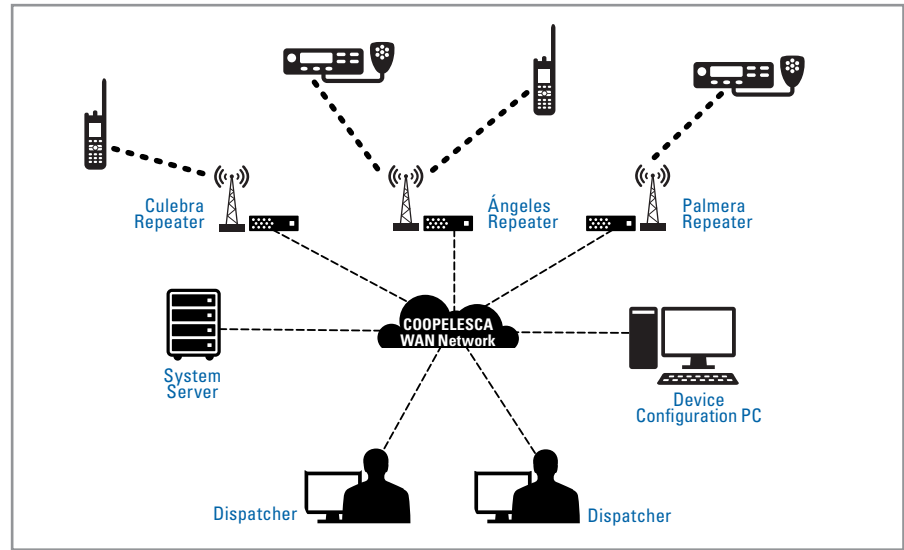 Culebra
Repeater
Ángeles
Repeater
Palmera
Repeater
COOPELESCA
WAN Network
System
Server
Device
Configuration PC
Dispatcher
Dispatcher